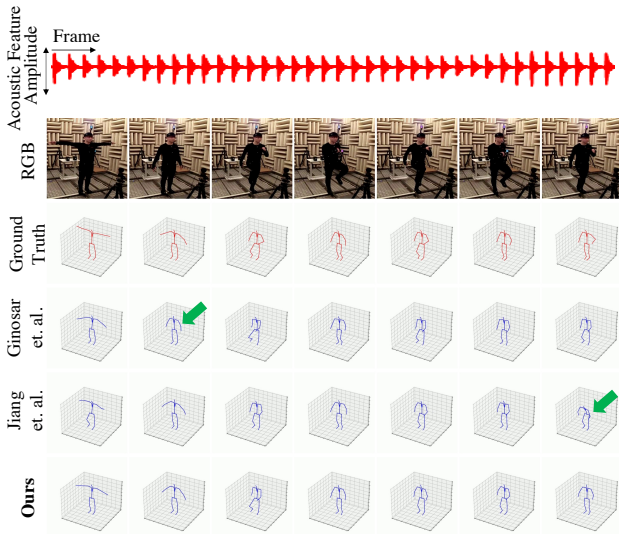 Acoustic Feature
Amplitude
Frame
RGB
Ground
Truth
Ginosar
et. al.
Jiang
et. al.
Ours